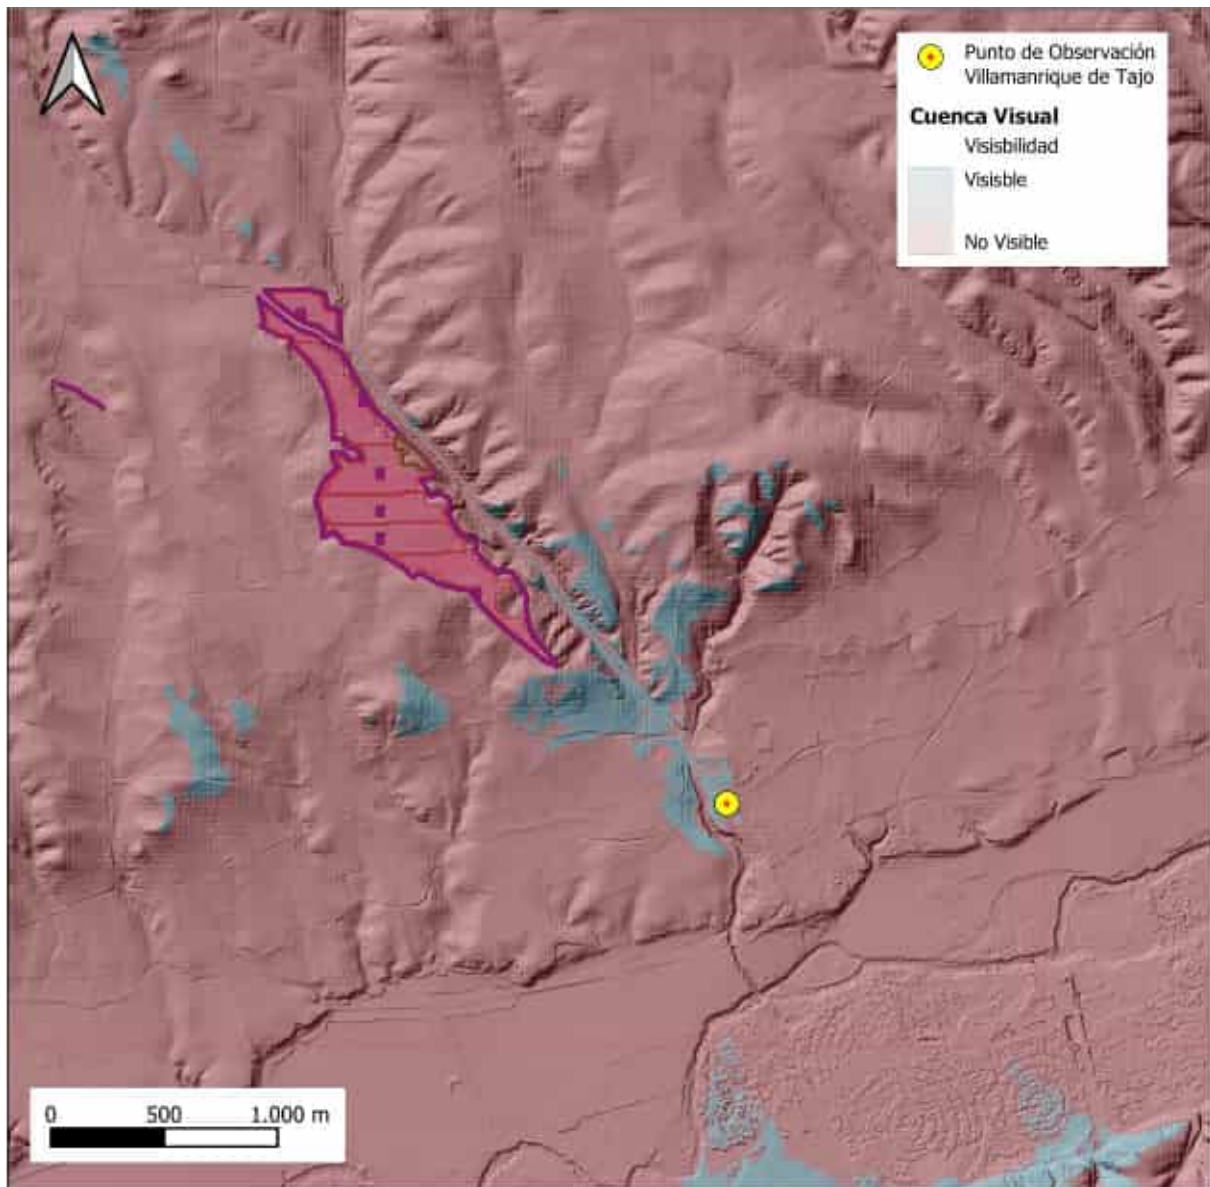 Punto de Observación
Villamanrique de Tajo
Cuenca Visual
Visisbilidad
Visisble
No Visible
0 500 1.000 m